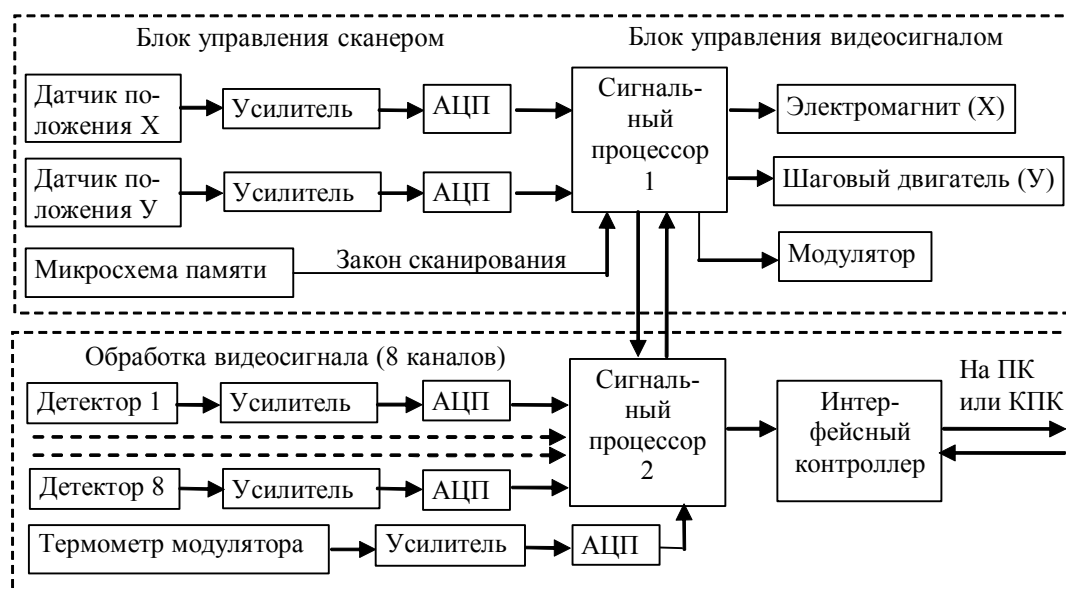 Блок управления сканером
Блок управления видеосигналом
Датчик по-
ложения X
Усилитель
АЦП
Сигналь-
ный
процессор
1
Электромагнит (X)
Датчик по-
ложения У
Усилитель
АЦП
Шаговый двигатель (У)
Микросхема памяти
Закон сканирования
Модулятор
Обработка видеосигнала (8 каналов)
Детектор 1
Усилитель
АЦП
Сигналь-
ный
процессор
2
Интер-
фейсный
контроллер
На ПК
или КПК
Детектор 8
Усилитель
АЦП
Термометр модулятора
Усилитель
АЦП